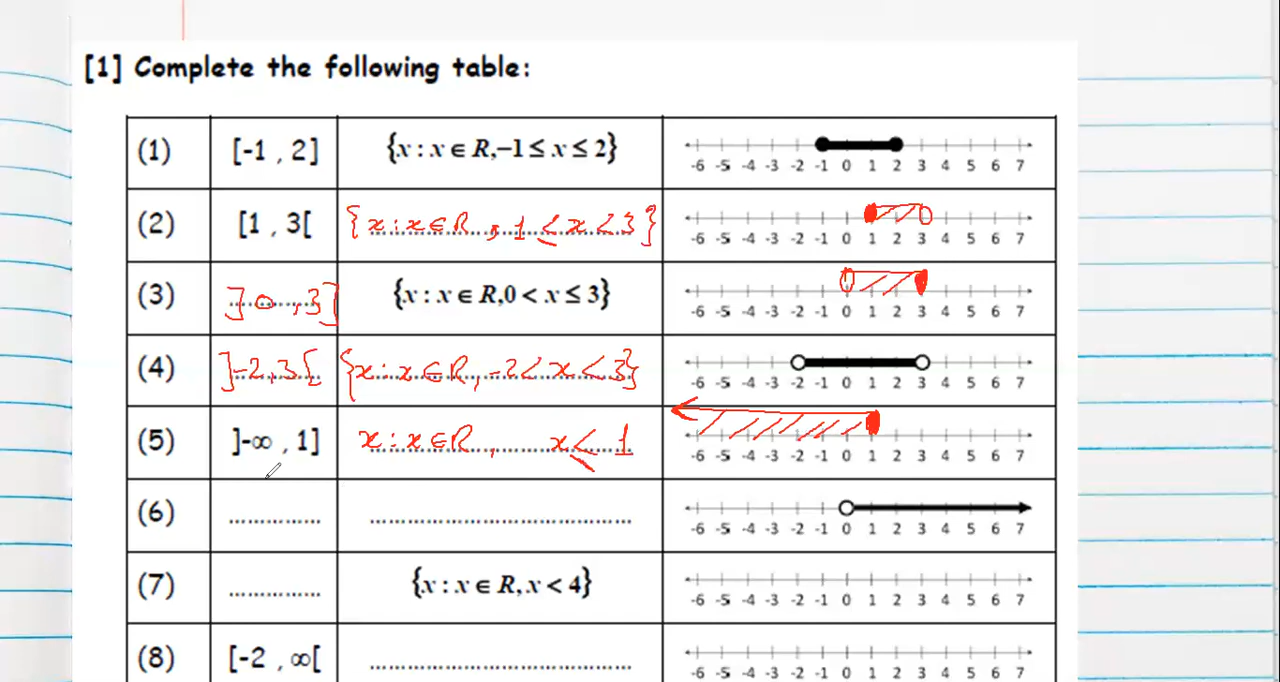 [1] Complete the following table:
(1) [-1 , 2] {x : x ∈ R, −1 ≤ x ≤ 2} -6 -5 -4 -3 -2 -1 0 1 2 3 4 5 6 7
(2) [1 , 3[ {x : x ∈ R , 1 ≤ x < 3} -6 -5 -4 -3 -2 -1 0 1 2 3 4 5 6 7
(3) ]0 , 3] {x : x ∈ R, 0 < x ≤ 3} -6 -5 -4 -3 -2 -1 0 1 2 3 4 5 6 7
(4) ]-2, 3[ {x : x ∈ R, -2 < x < 3} -6 -5 -4 -3 -2 -1 0 1 2 3 4 5 6 7
(5) ]-∞ , 1] x : x ∈ R, x ≤ 1 -6 -5 -4 -3 -2 -1 0 1 2 3 4 5 6 7
(6) ............... ........................................ -6 -5 -4 -3 -2 -1 0 1 2 3 4 5 6 7
(7) ............... {x : x ∈ R, x < 4} -6 -5 -4 -3 -2 -1 0 1 2 3 4 5 6 7
(8) [-2 , ∞[ ........................................ -6 -5 -4 -3 -2 -1 0 1 2 3 4 5 6 7